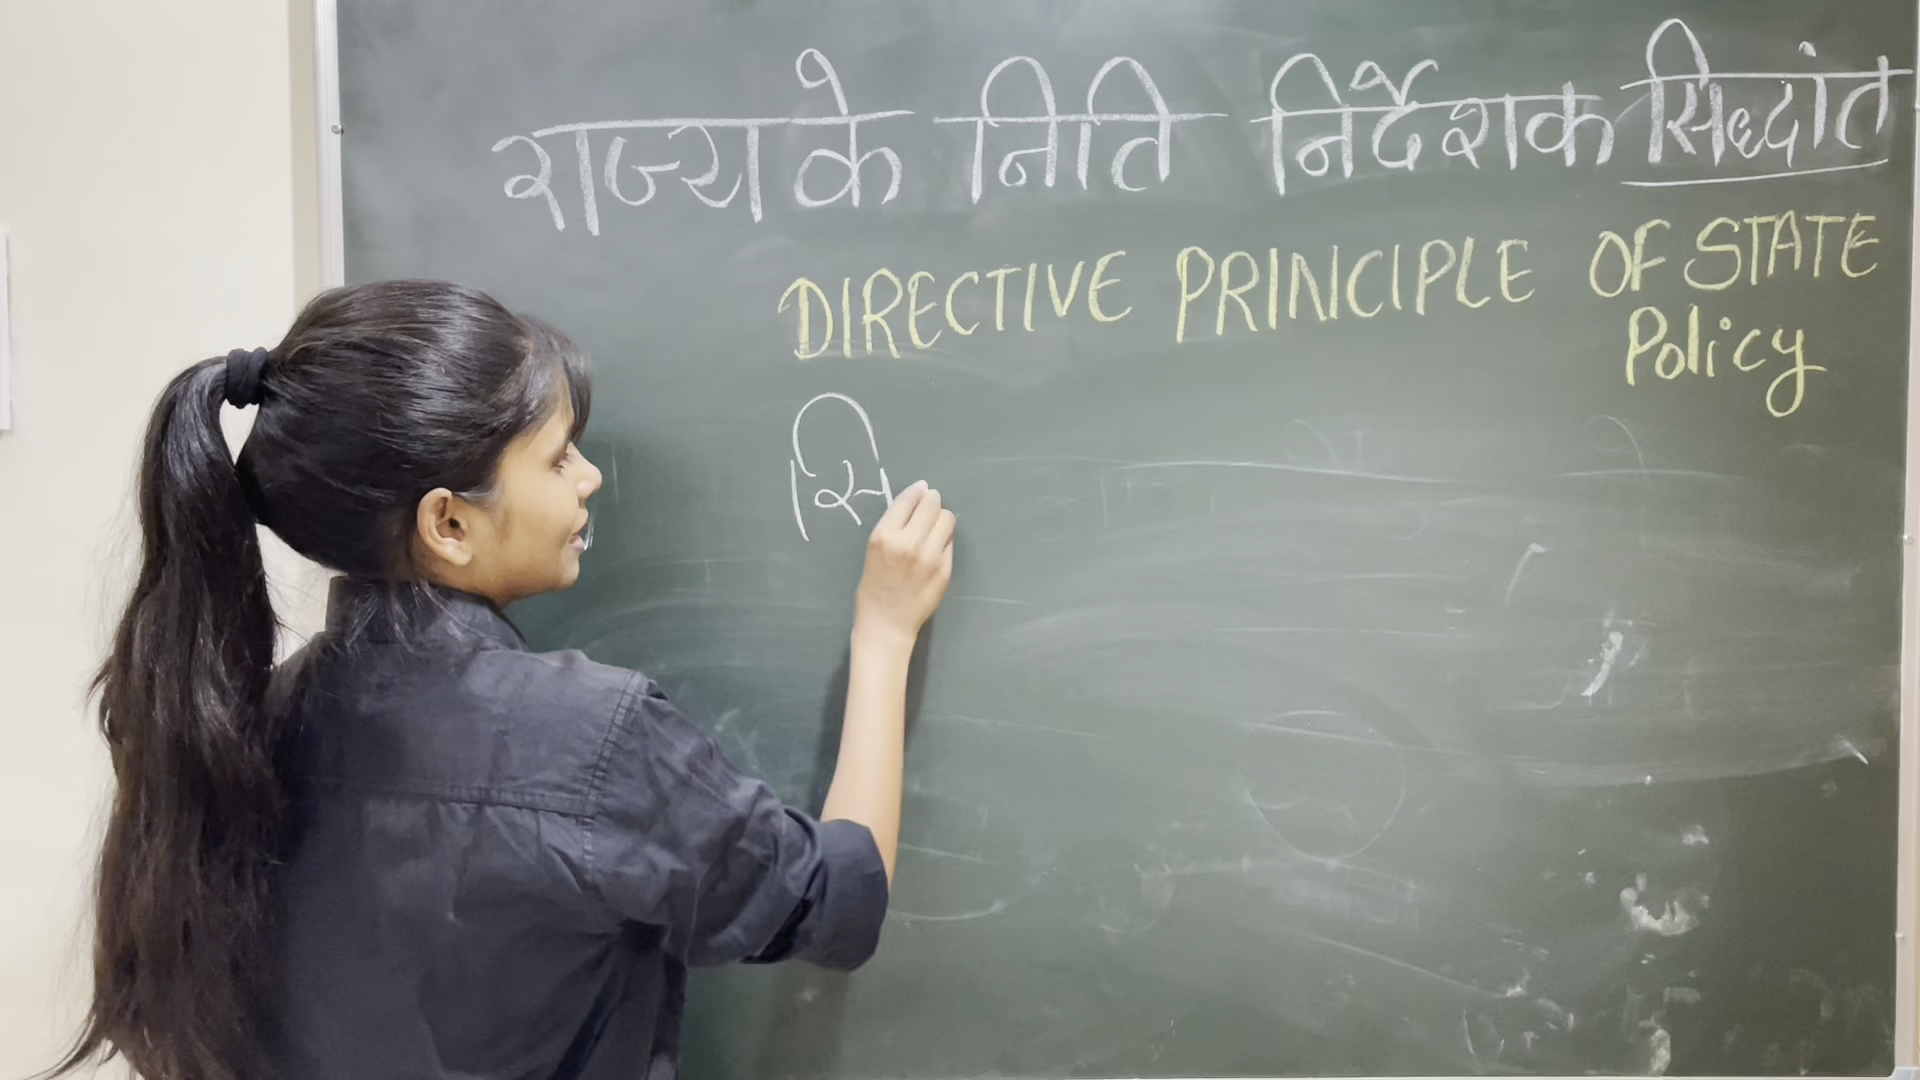 राज्य के निति निर्देशक सिद्धांत
DIRECTIVE PRINCIPLE OF STATE
Policy
सि